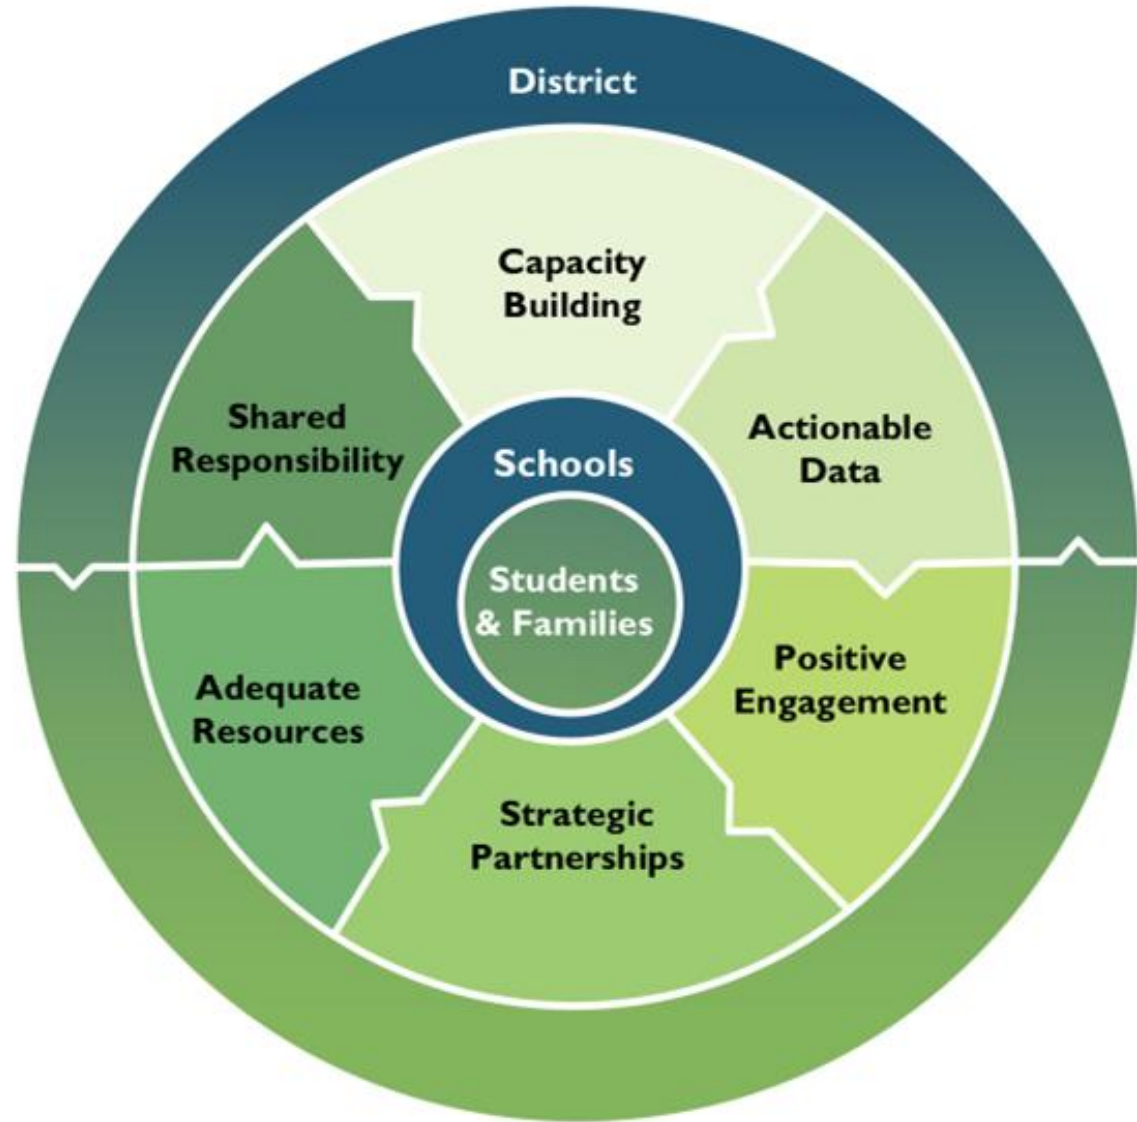 District
Capacity
Building
Shared
Responsibility
Actionable
Data
Schools
Students
& Families
Adequate
Resources
Positive
Engagement
Strategic
Partnerships